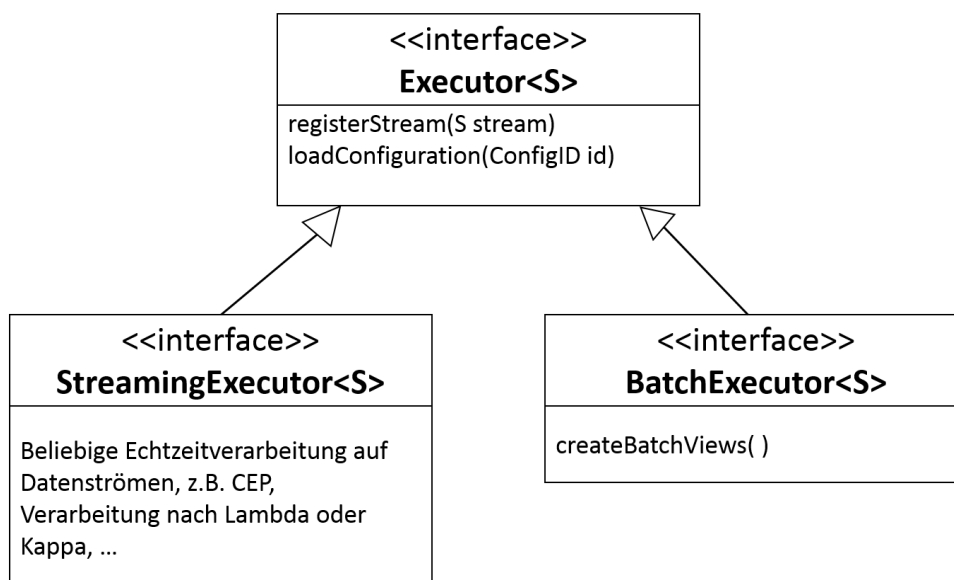 <<interface>>
Executor<S>
registerStream(S stream)
loadConfiguration(ConfigID id)
<<interface>>
StreamingExecutor<S>
Beliebige Echtzeitverarbeitung auf
Datenströmen, z.B. CEP,
Verarbeitung nach Lambda oder
Kappa, ...
<<interface>>
BatchExecutor<S>
createBatchViews( )